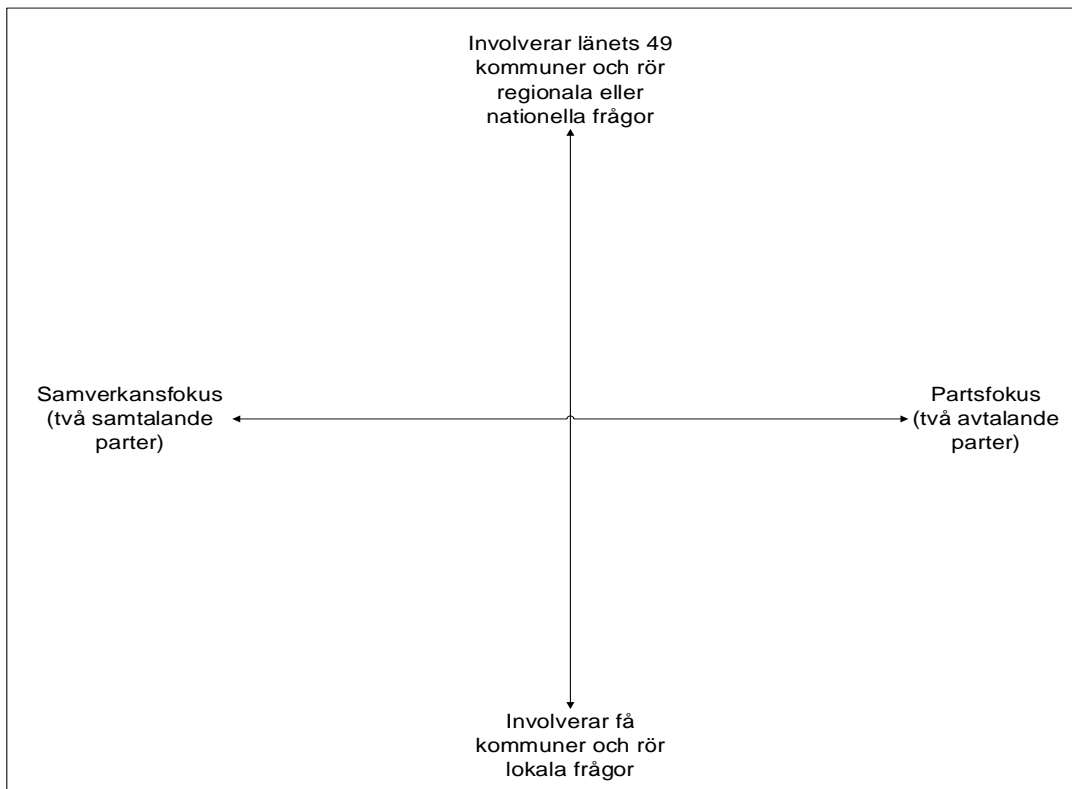 Involverar länets 49
kommuner och rör
regionala eller
nationella frågor
Samverkansfokus
(två samtalande
parter)
Partsfokus
(två avtalande
parter)
Involverar få
kommuner och rör
lokala frågor